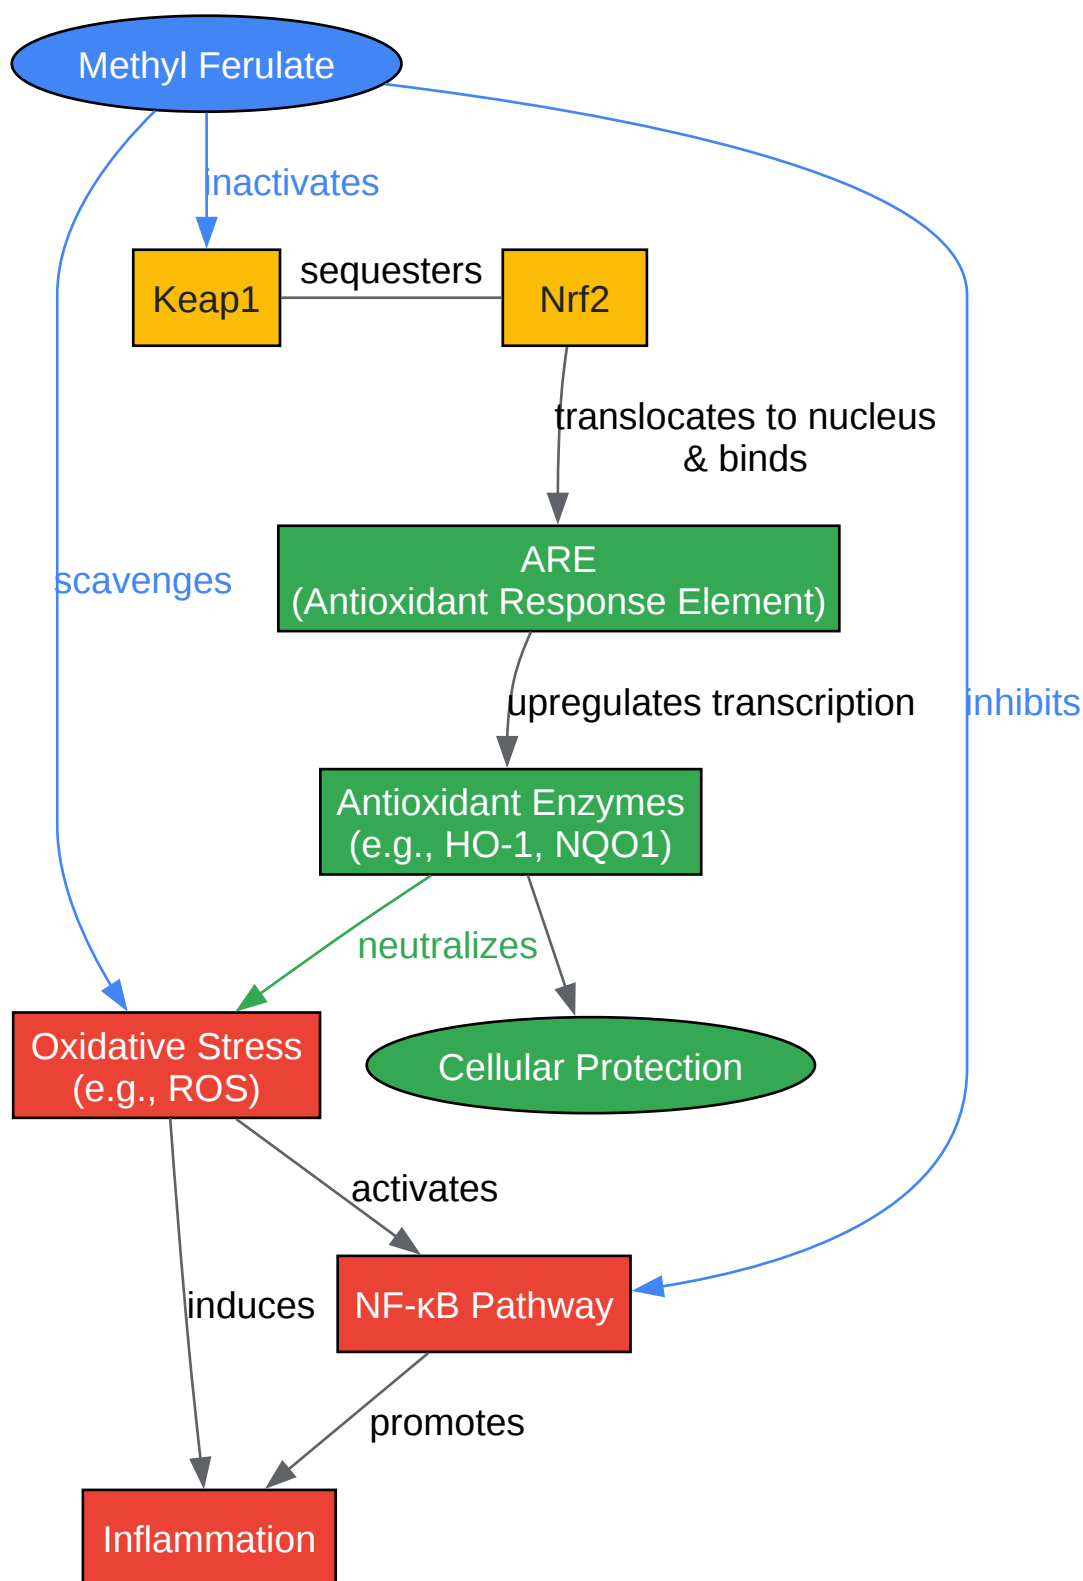 Methyl Ferulate
inactivates
sequesters
Keap1
Nrf2
translocates to nucleus
& binds
ARE
(Antioxidant Response Element)
scavenges
upregulates transcription
inhibits
Antioxidant Enzymes
(e.g., HO-1, NQO1)
neutralizes
Oxidative Stress
(e.g., ROS)
Cellular Protection
activates
induces
NF-κB Pathway
promotes
Inflammation